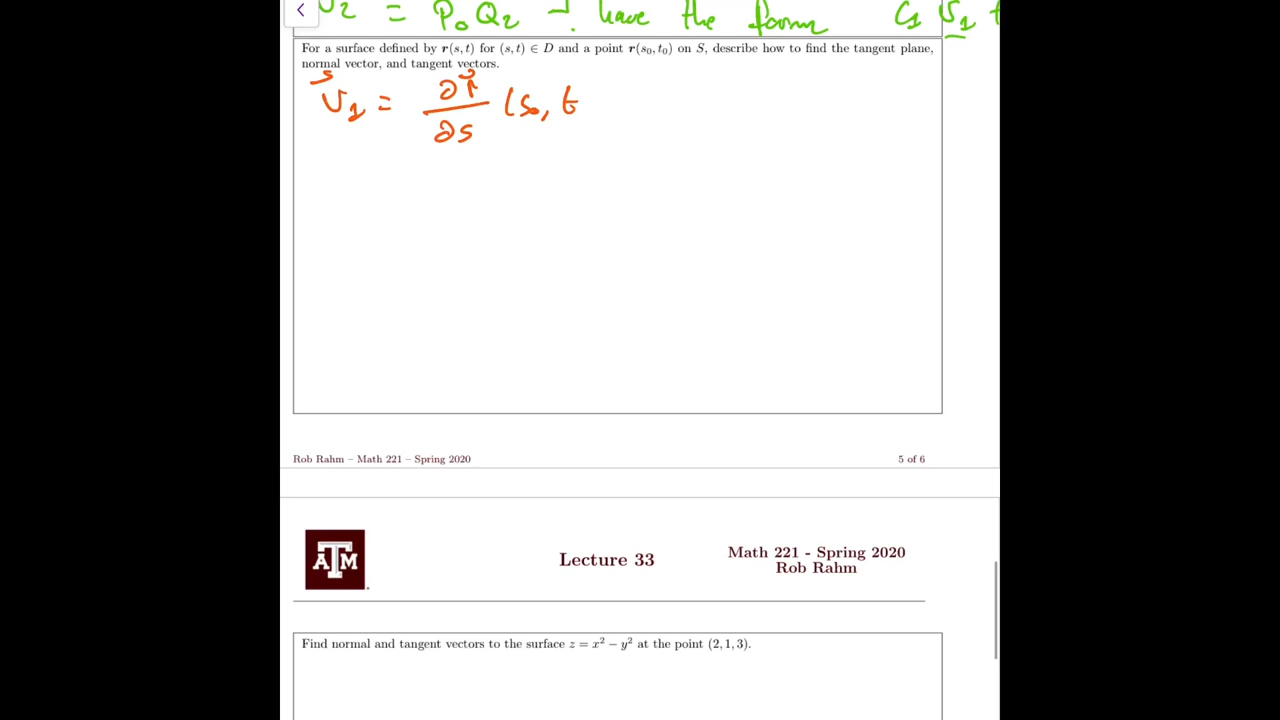 v⃗₂ = P₀Q₂ → have the form C₁ v₁ +
For a surface defined by r(s, t) for (s, t) ∈ D and a point r(s₀, t₀) on S, describe how to find the tangent plane,
normal vector, and tangent vectors.
v⃗₁ = ∂r⃗/∂s (s₀, t
Rob Rahm – Math 221 – Spring 2020 5 of 6
ATM
Lecture 33
Math 221 - Spring 2020
Rob Rahm
Find normal and tangent vectors to the surface z = x² − y² at the point (2, 1, 3).